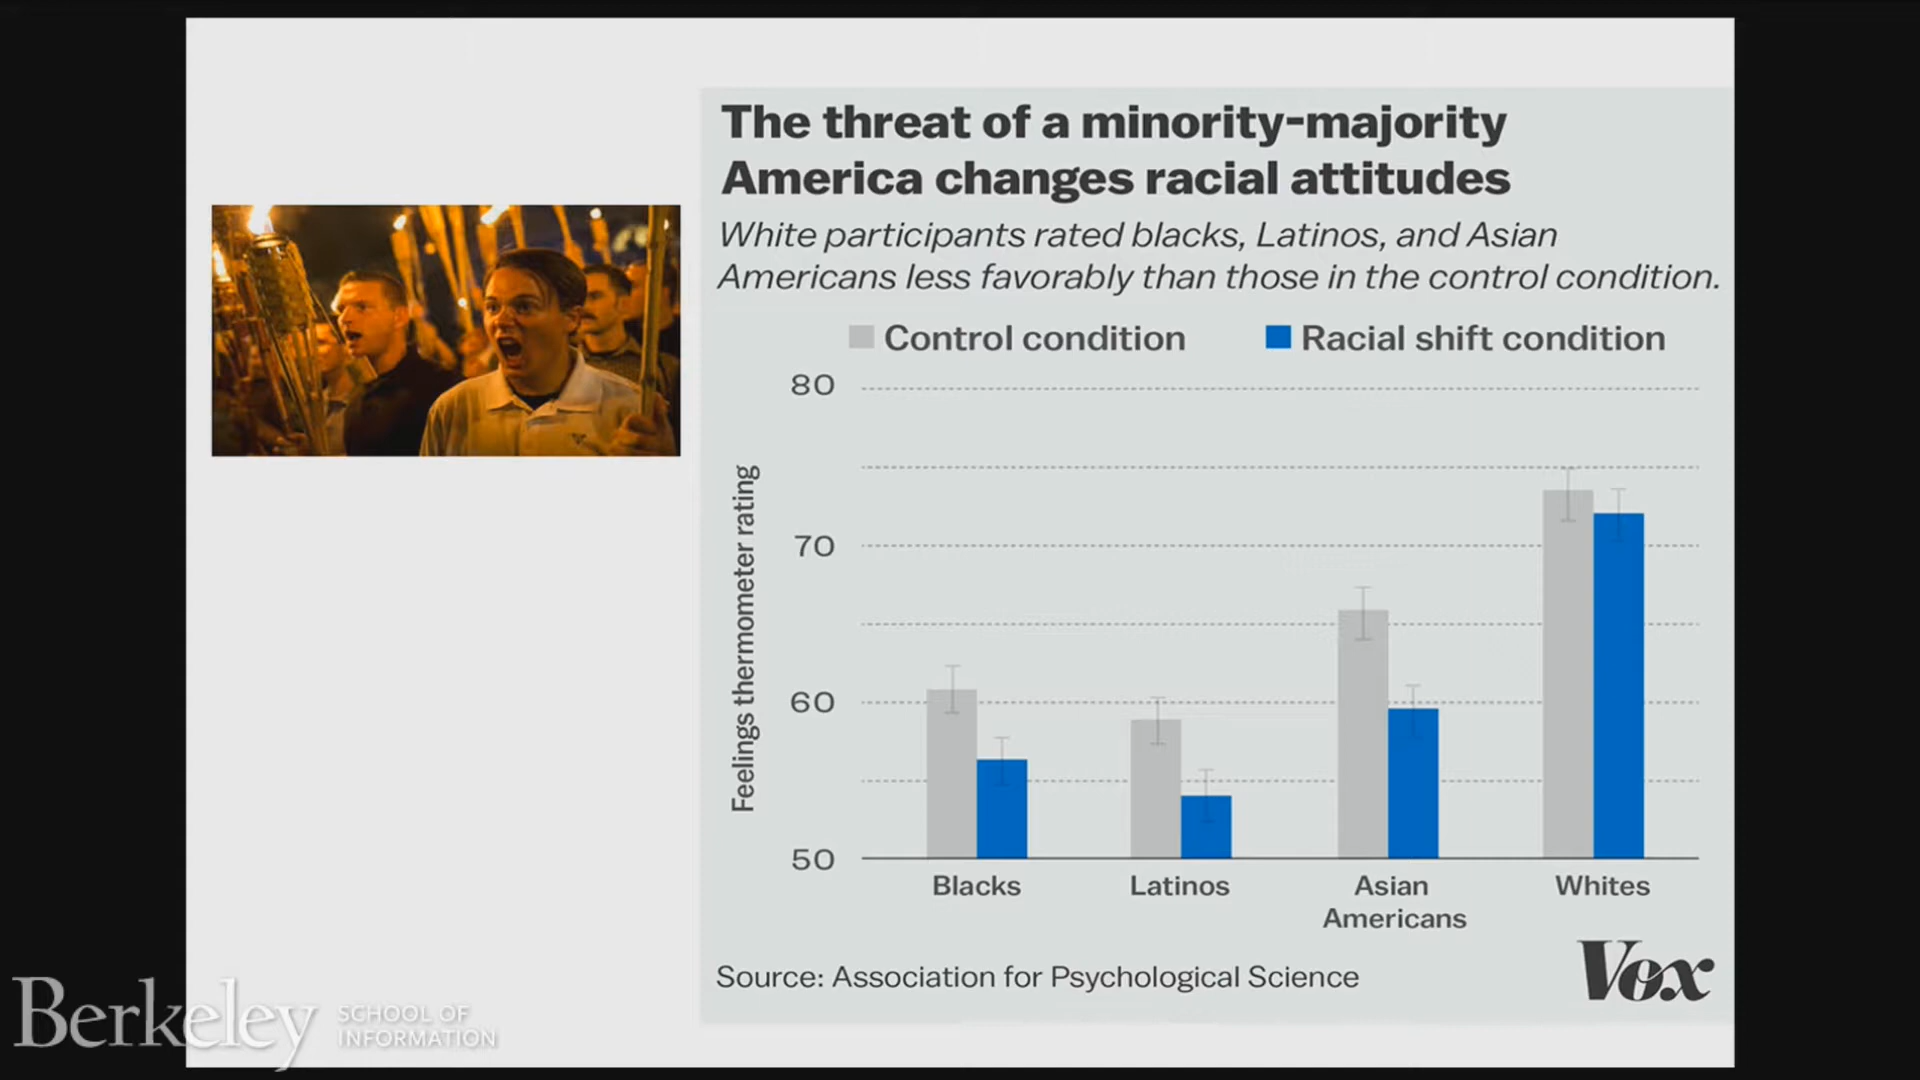 The threat of a minority-majority
America changes racial attitudes
White participants rated blacks, Latinos, and Asian
Americans less favorably than those in the control condition.
Control condition
Racial shift condition
80
70
60
50
Feelings thermometer rating
Blacks
Latinos
Asian
Americans
Whites
Source: Association for Psychological Science
Vox
Berkeley
SCHOOL OF
INFORMATION